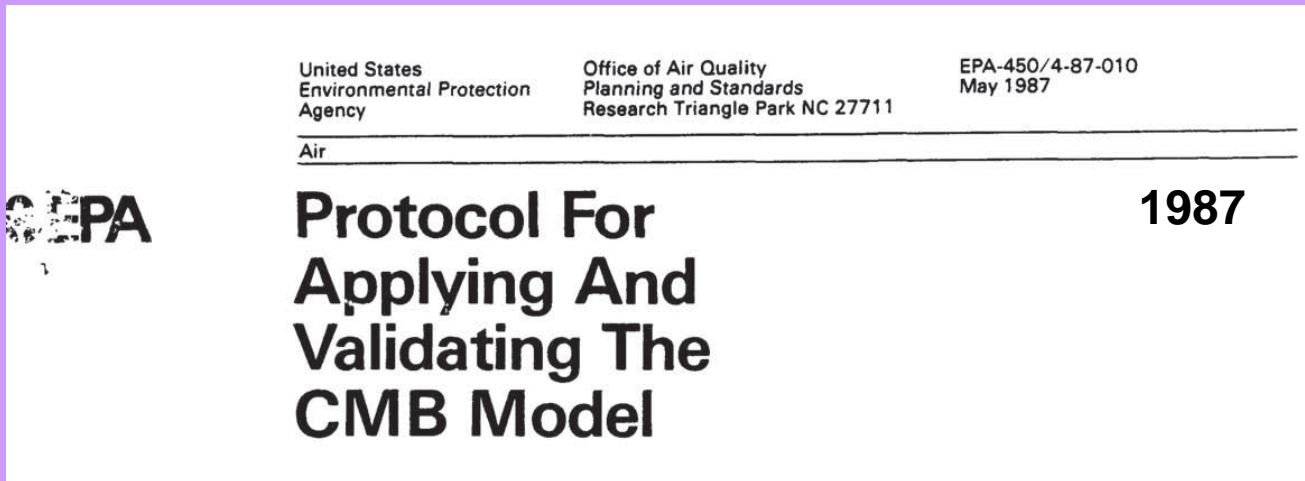 United States
Environmental Protection
Agency
Office of Air Quality
Planning and Standards
Research Triangle Park NC 27711
EPA-450/4-87-010
May 1987
Air
EPA
Protocol For
Applying And
Validating The
CMB Model
1987